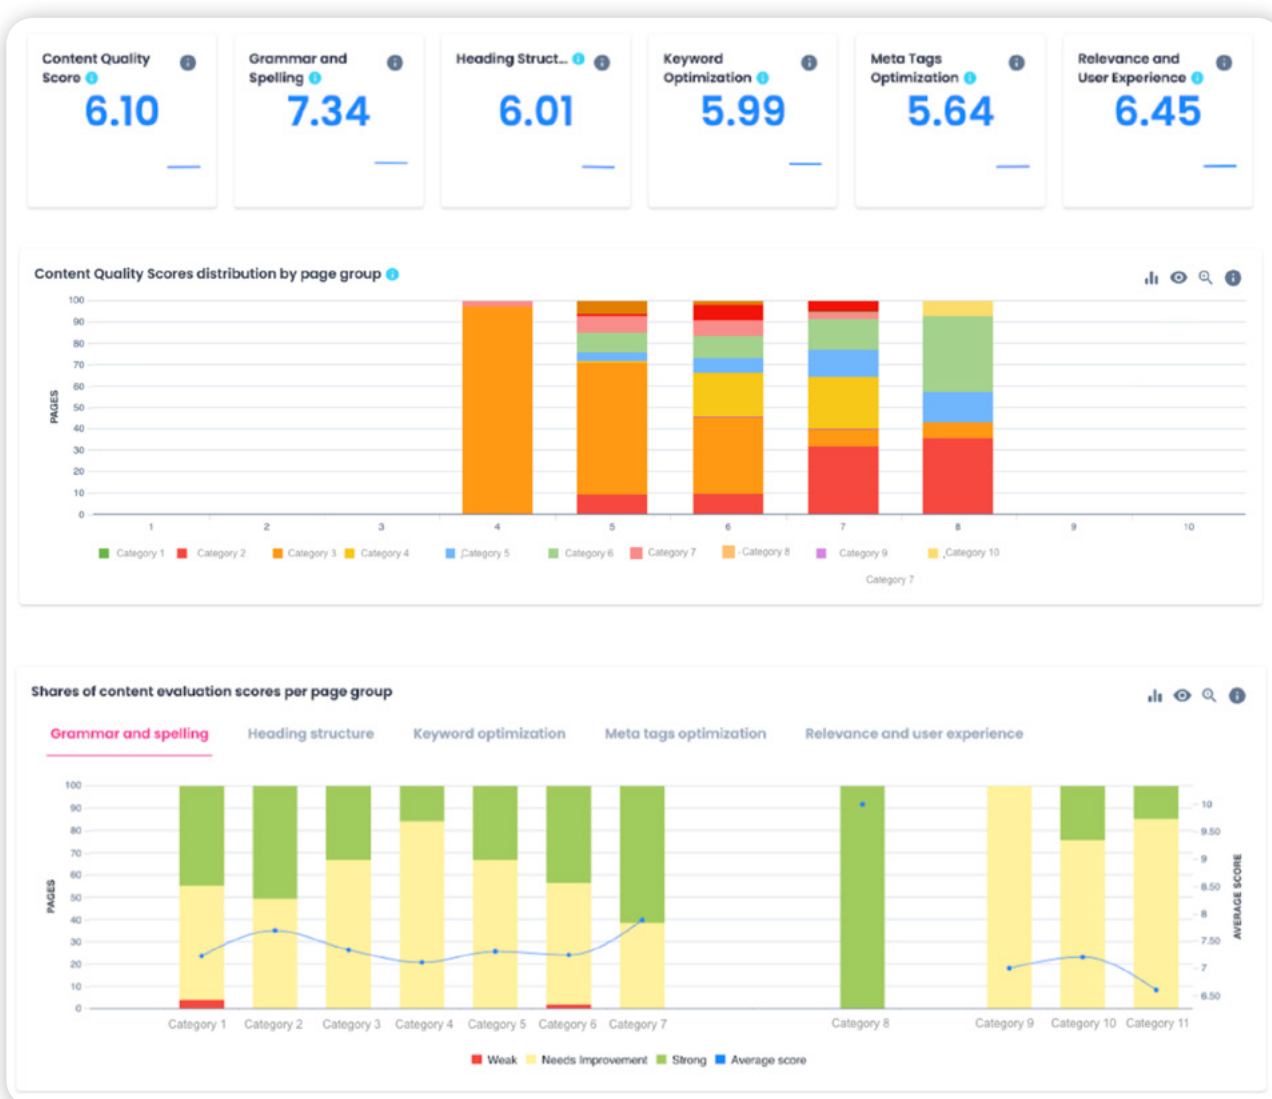 Content Quality
Score
6.10
Grammar and
Spelling
7.34
Heading Struct...
6.01
Keyword
Optimization
5.99
Meta Tags
Optimization
5.64
Relevance and
User Experience
6.45
Content Quality Scores distribution by page group
PAGES
100
90
80
70
60
50
40
30
20
10
0
1 2 3 4 5 6 7 8 9 10
Category 1 Category 2 Category 3 Category 4 Category 5 Category 6 Category 7 Category 8 Category 9 Category 10
Category 7
Shares of content evaluation scores per page group
Grammar and spelling Heading structure Keyword optimization Meta tags optimization Relevance and user experience
PAGES
100
90
80
70
60
50
40
30
20
10
0
10
9.50
9
8.50
8
7.50
7
6.50
AVERAGE SCORE
Category 1 Category 2 Category 3 Category 4 Category 5 Category 6 Category 7 Category 8 Category 9 Category 10 Category 11
Weak Needs Improvement Strong Average score